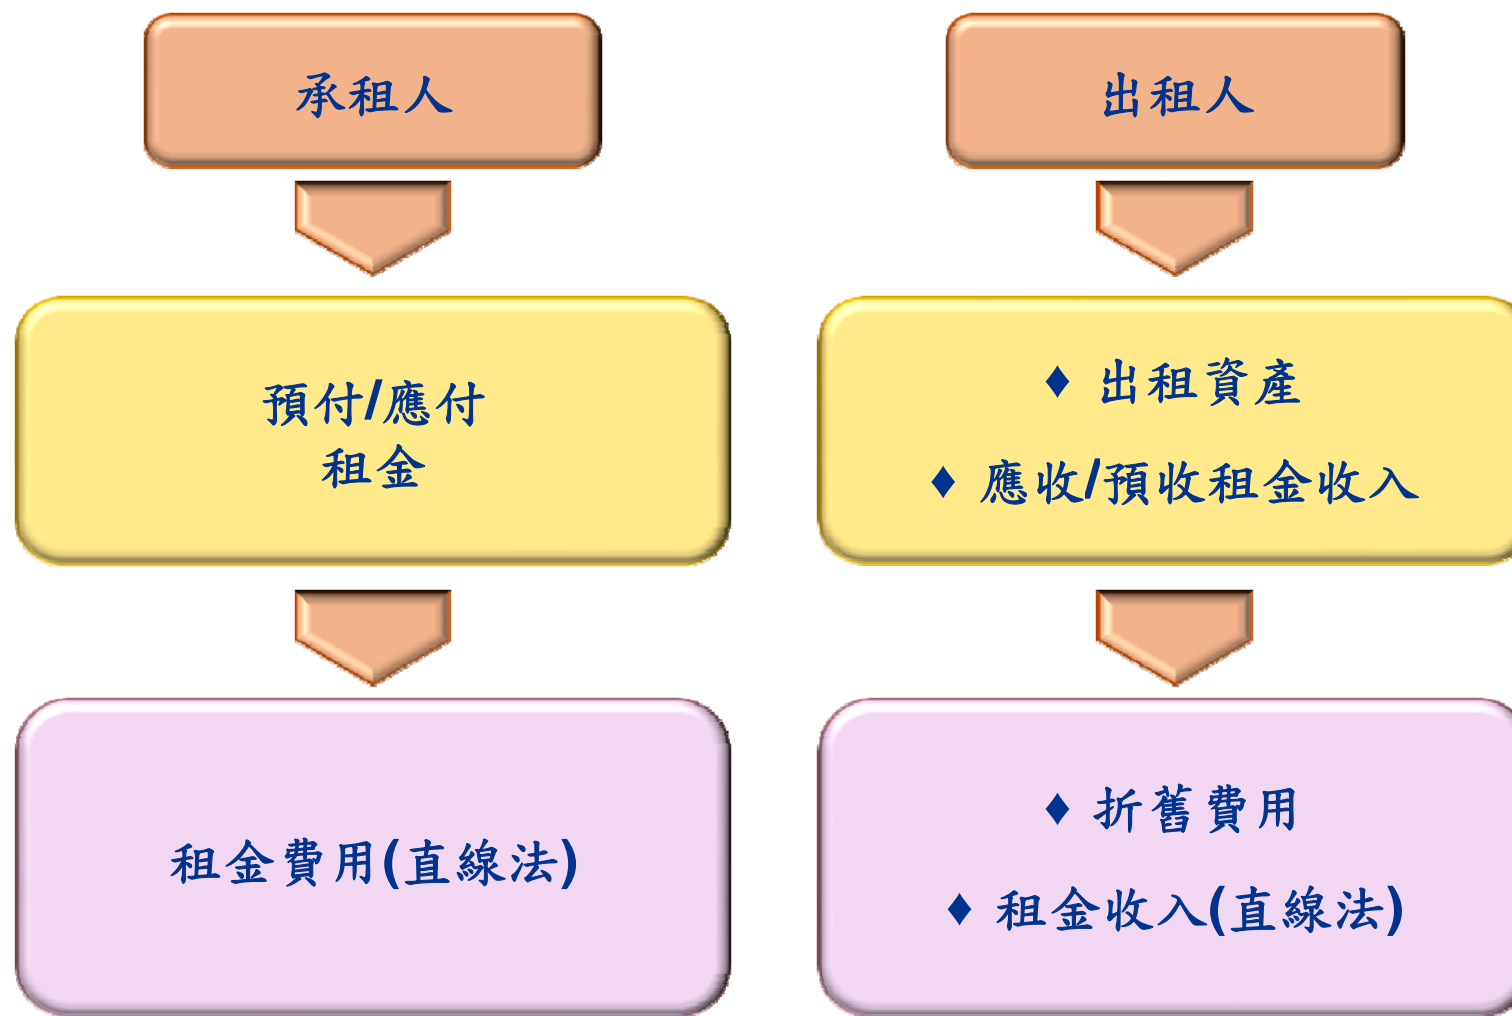 承租人
預付/應付
租金
租金費用(直線法)
出租人
♦ 出租資產
♦ 應收/預收租金收入
♦ 折舊費用
♦ 租金收入(直線法)